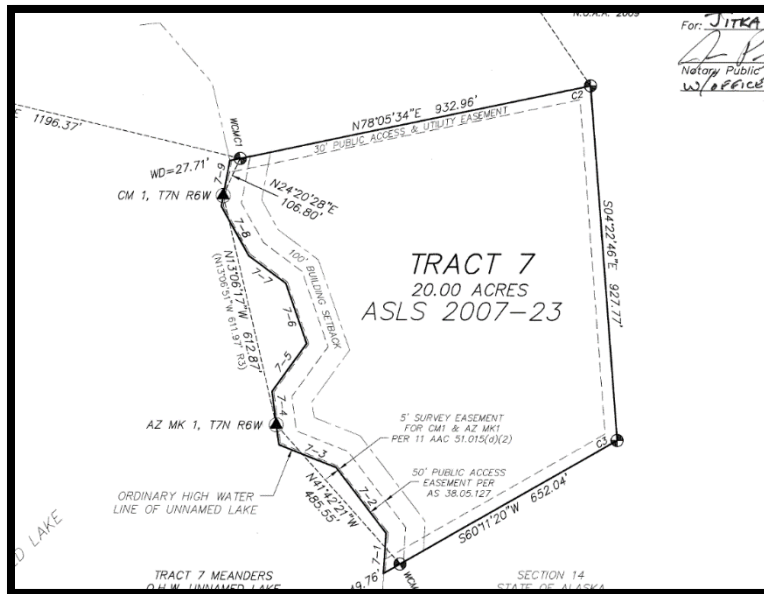 N.O.A.A. 2009
For: JITKA
Notary Public
W/OFFICE
E 1196.37'
WCMC1
N78°05'34"E 932.96'
30' PUBLIC ACCESS & UTILITY EASEMENT
C2
WD=27.71'
7-9
CM 1, T7N R6W
N24°20'28"E
106.80'
7-8
7-7
100' BUILDING SETBACK
TRACT 7
20.00 ACRES
ASLS 2007-23
S04°22'46"E 927.77'
N13°06'17"W 612.87'
(N13°06'51"W 611.97' R3)
7-6
7-5
7-4
AZ MK 1, T7N R6W
5' SURVEY EASEMENT
FOR CM1 & AZ MK1
PER 11 AAC 51.015(d)(2)
C3
7-3
N41°42'21"W
485.55'
7-2
50' PUBLIC ACCESS
EASEMENT PER
AS 38.05.127
ORDINARY HIGH WATER
LINE OF UNNAMED LAKE
S60°11'20"W 652.04'
ED LAKE
7-1
49.76'
WCM
TRACT 7 MEANDERS
O.H.W. UNNAMED LAKE
SECTION 14
STATE OF ALASKA